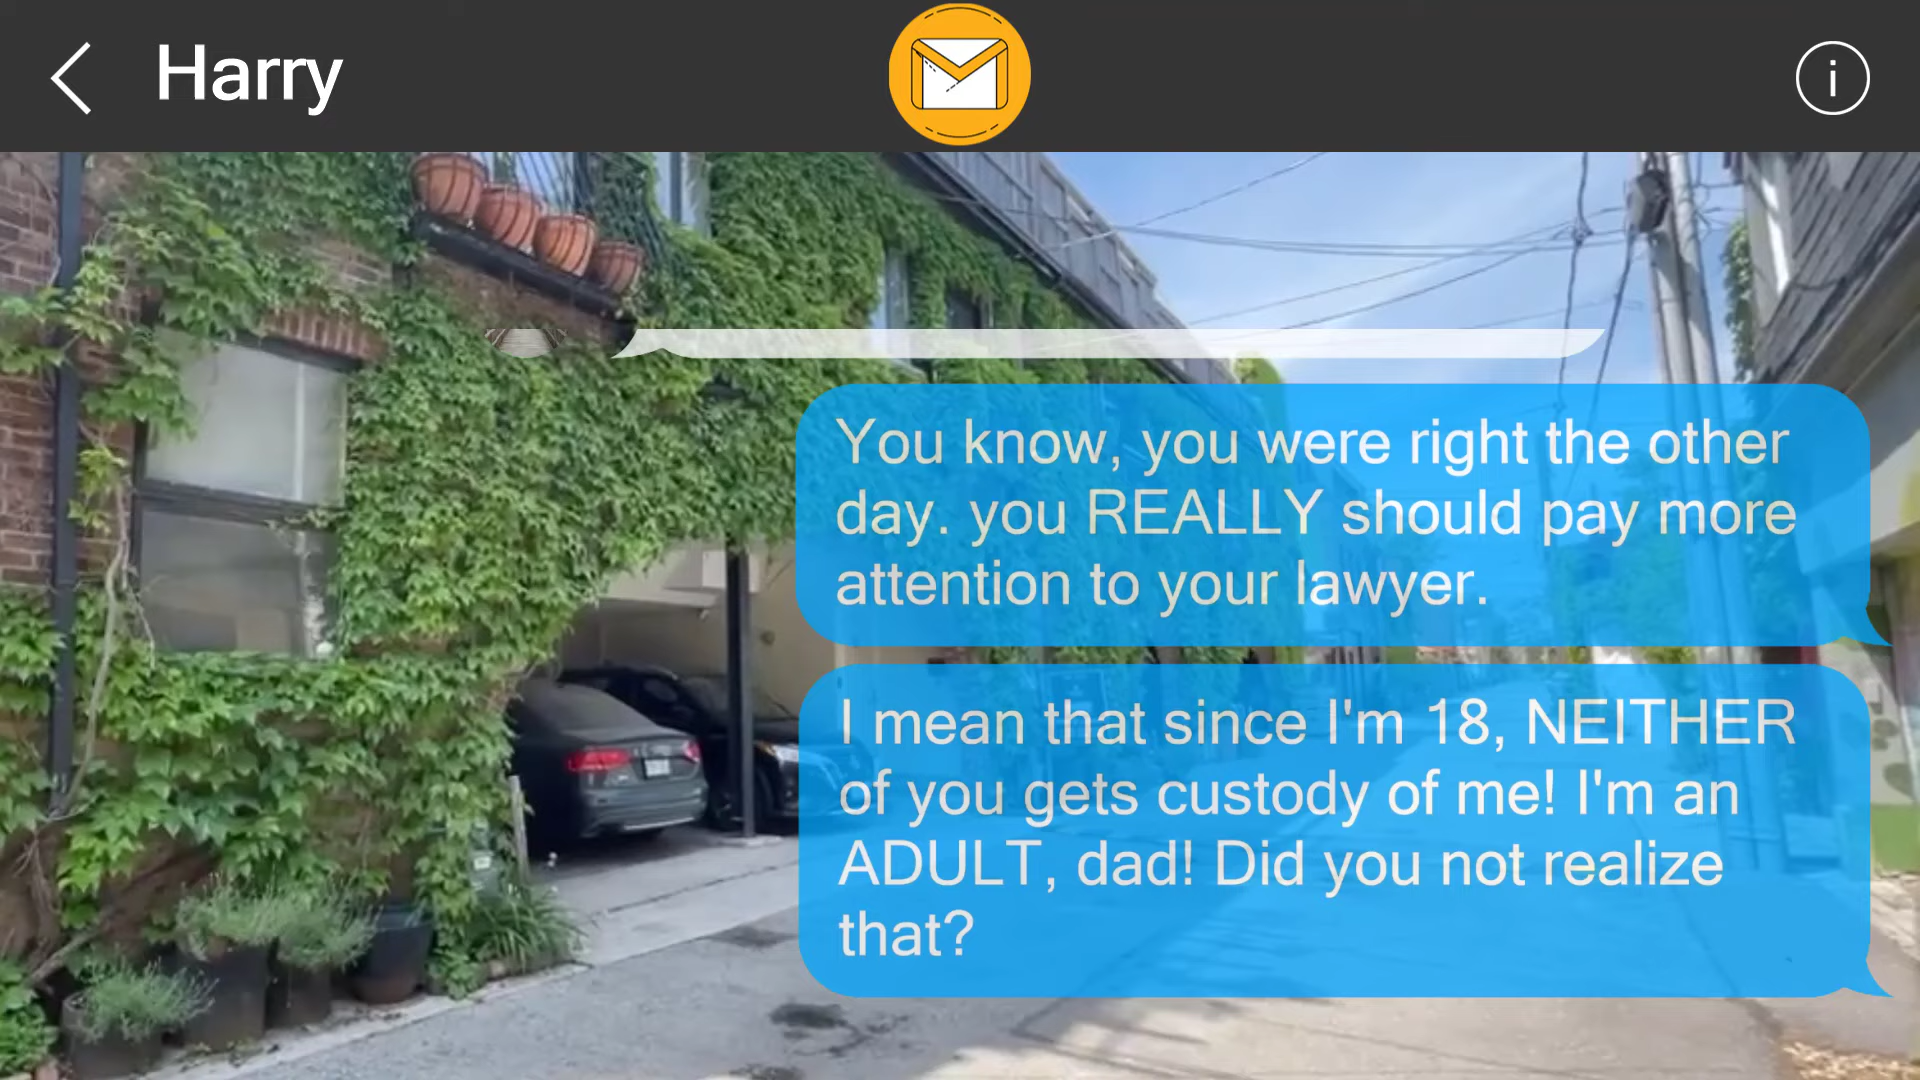 Harry
i
You know, you were right the other
day. you REALLY should pay more
attention to your lawyer.
I mean that since I'm 18, NEITHER
of you gets custody of me! I'm an
ADULT, dad! Did you not realize
that?